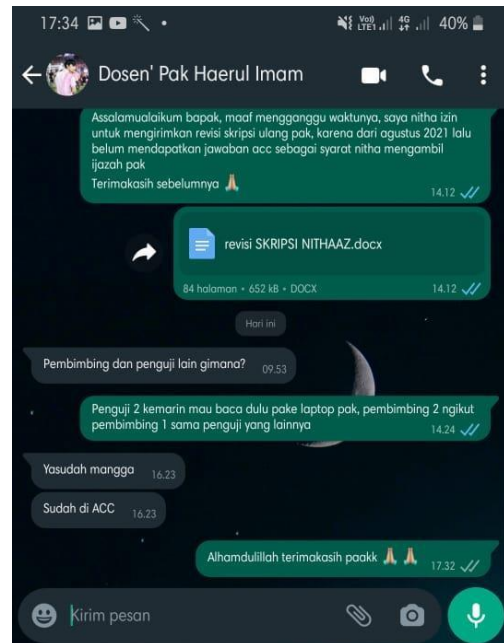 17:34
Vo)) LTE1 4G 40%
Dosen' Pak Haerul Imam
Assalamualaikum bapak, maaf mengganggu waktunya, saya nitha izin
untuk mengirimkan revisi skripsi ulang pak, karena dari agustus 2021 lalu
belum mendapatkan jawaban acc sebagai syarat nitha mengambil
ijazah pak
Terimakasih sebelumnya 🙏🏼
14.12
revisi SKRIPSI NITHAAZ.docx
84 halaman • 652 kB • DOCX 14.12
Hari ini
Pembimbing dan penguji lain gimana? 09.53
Penguji 2 kemarin mau baca dulu pake laptop pak, pembimbing 2 ngikut
pembimbing 1 sama penguji yang lainnya
14.24
Yasudah mangga 16.23
Sudah di ACC 16.23
Alhamdulillah terimakasih paakk 🙏🏼 🙏🏼 17.32
Kirim pesan